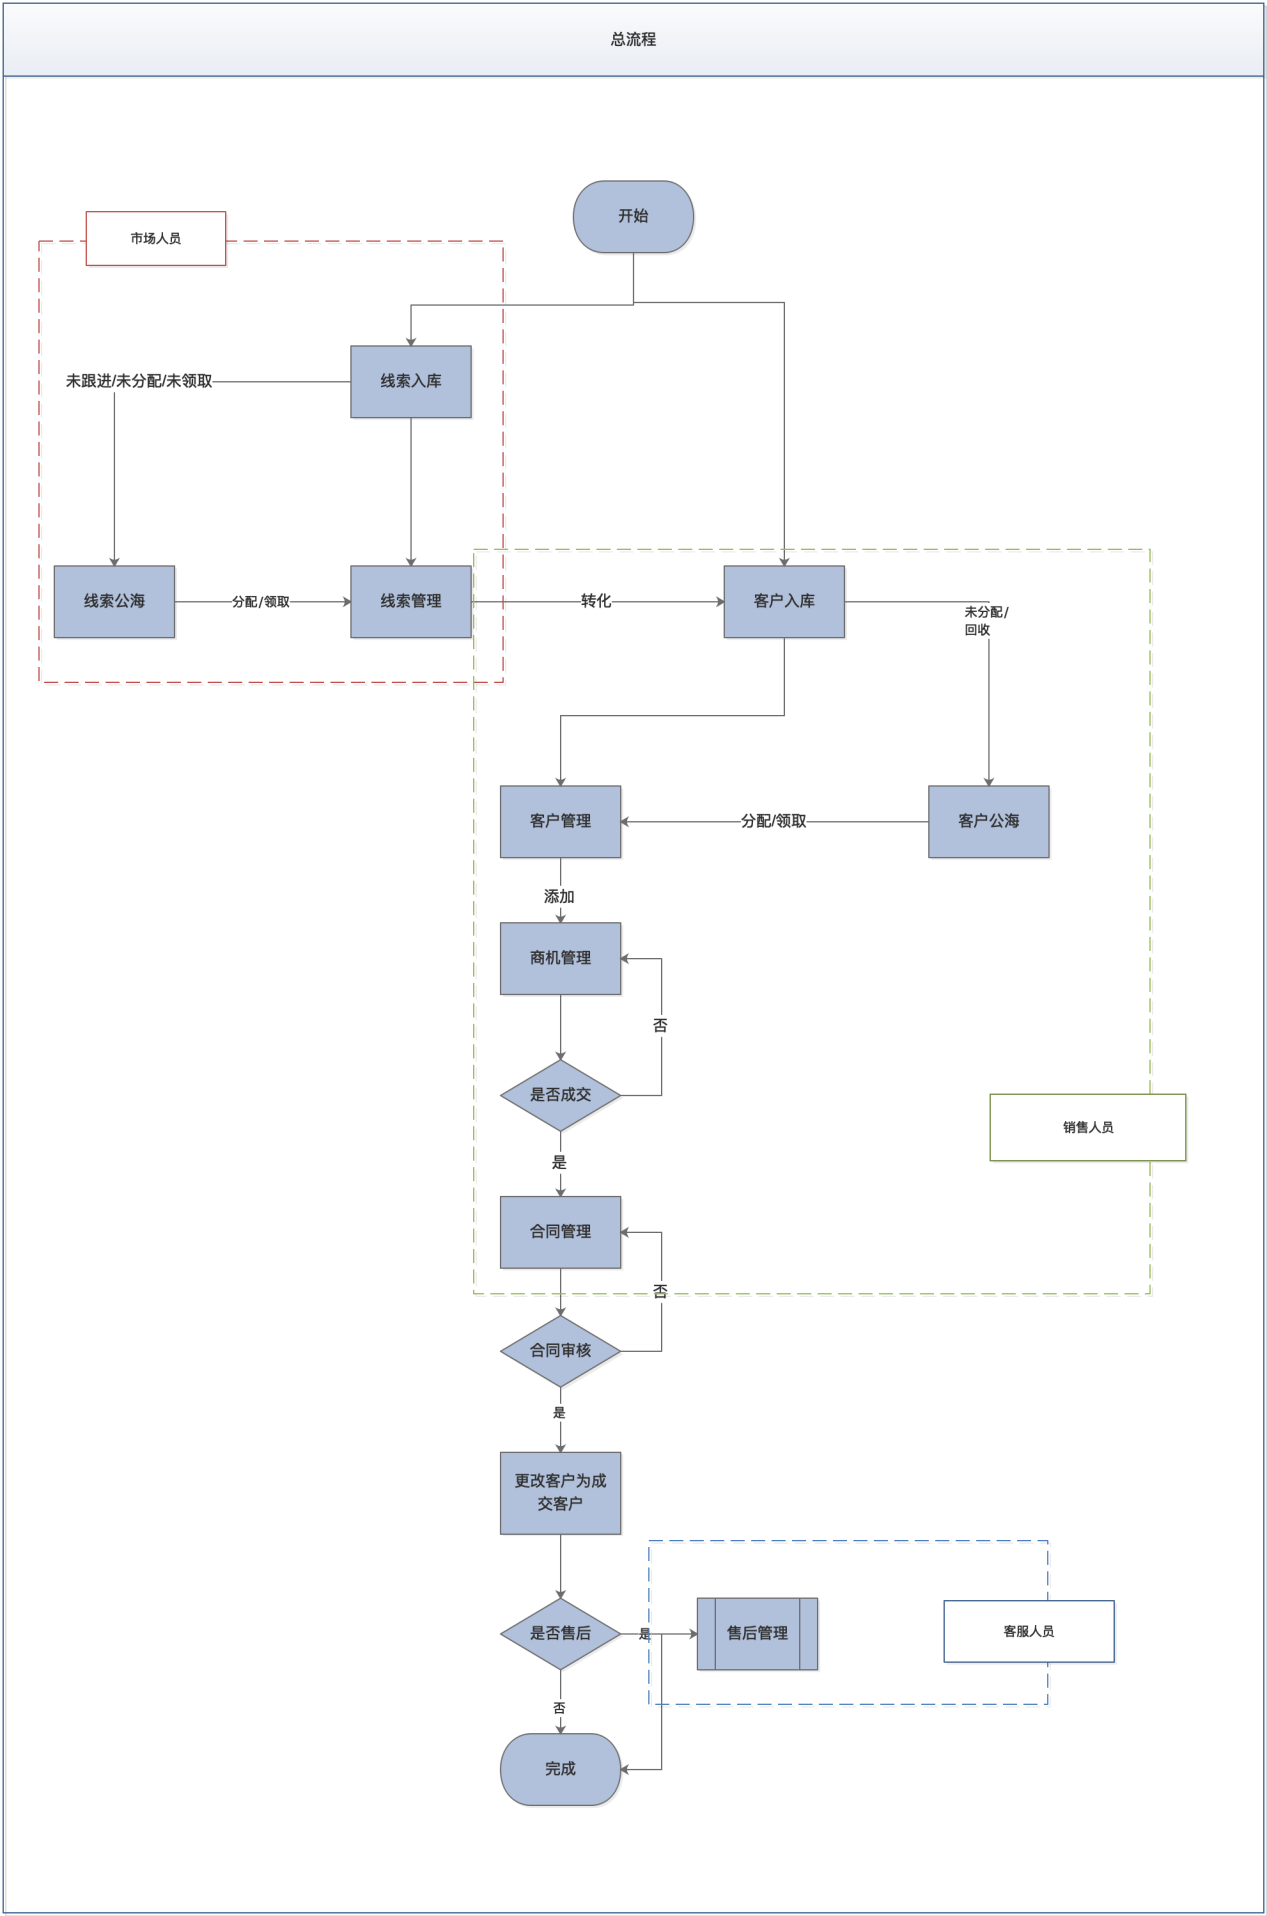 总流程
开始
市场人员
线索入库
未跟进/未分配/未领取
线索公海
分配/领取
线索管理
转化
客户入库
未分配/
回收
客户管理
分配/领取
客户公海
添加
商机管理
否
是否成交
是
销售人员
合同管理
否
合同审核
是
更改客户为成
交客户
是否售后
是
售后管理
客服人员
否
完成